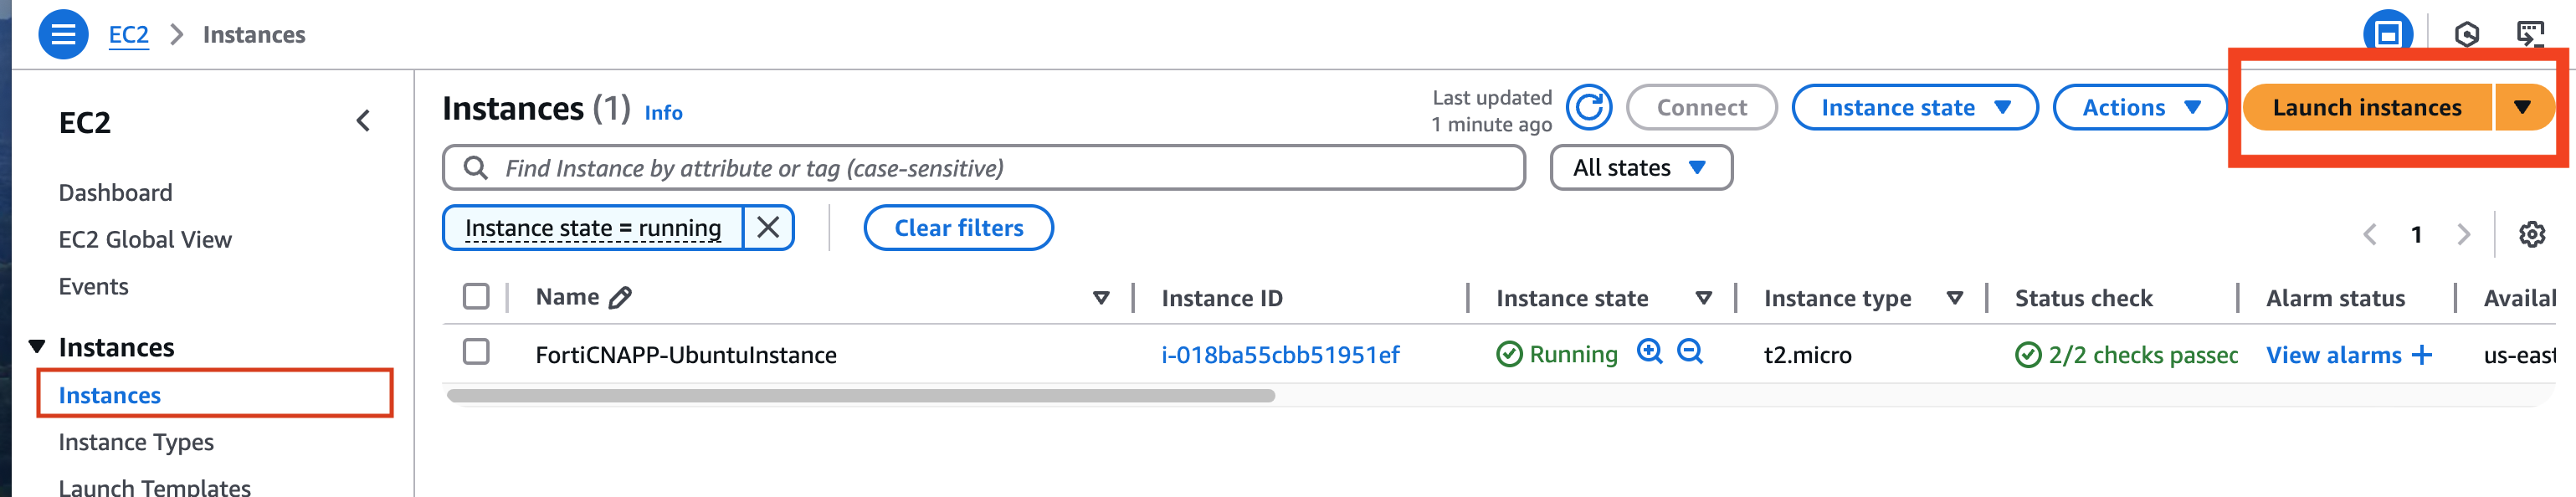 EC2 > Instances
EC2
Dashboard
EC2 Global View
Events
Instances
Instances
Instance Types
Launch Templates
Instances (1) Info
Last updated
1 minute ago
Connect
Instance state
Actions
Launch instances
Find Instance by attribute or tag (case-sensitive)
All states
Instance state = running
Clear filters
1
Name Instance ID Instance state Instance type Status check Alarm status Availal
FortiCNAPP-UbuntuInstance i-018ba55cbb51951ef Running t2.micro 2/2 checks passec View alarms + us-east